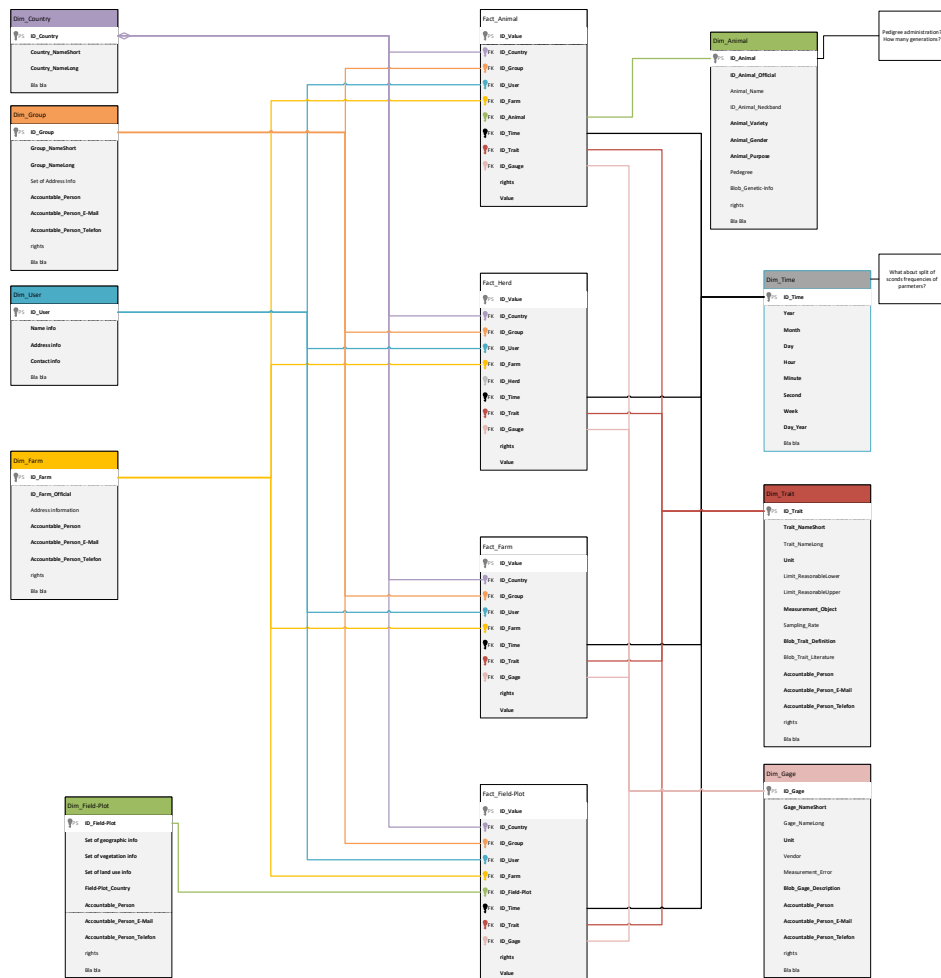 Dim_Country
PS ID_Country
Country_NameShort
Country_NameLong
Bla bla
Dim_Group
PS ID_Group
Group_NameShort
Group_NameLong
Set of Address Info
Accountable_Person
Accountable_Person_E-Mail
Accountable_Person_Telefon
rights
Bla bla
Dim_User
PS ID_User
Name info
Address info
Contact info
Bla bla
Dim_Farm
PS ID_Farm
ID_Farm_Official
Address information
Accountable_Person
Accountable_Person_E-Mail
Accountable_Person_Telefon
rights
Bla bla
Dim_Field-Plot
PS ID_Field-Plot
Set of geographic info
Set of vegetation info
Set of land use info
Field-Plot_Country
Accountable_Person
Accountable_Person_E-Mail
Accountable_Person_Telefon
rights
Bla bla
Fact_Animal
PS ID_Value
FK ID_Country
FK ID_Group
FK ID_User
FK ID_Farm
FK ID_Animal
FK ID_Time
FK ID_Trait
FK ID_Gauge
rights
Value
Fact_Herd
PS ID_Value
FK ID_Country
FK ID_Group
FK ID_User
FK ID_Farm
FK ID_Herd
FK ID_Time
FK ID_Trait
FK ID_Gauge
rights
Value
Fact_Farm
PS ID_Value
FK ID_Country
FK ID_Group
FK ID_User
FK ID_Farm
FK ID_Time
FK ID_Trait
FK ID_Gage
rights
Value
Fact_Field-Plot
PS ID_Value
FK ID_Country
FK ID_Group
FK ID_User
FK ID_Farm
FK ID_Field-Plot
FK ID_Time
FK ID_Trait
FK ID_Gage
rights
Value
Dim_Animal
PS ID_Animal
ID_Animal_Official
Animal_Name
ID_Animal_Neckband
Animal_Variety
Animal_Gender
Animal_Purpose
Pedegree
Blob_Genetic-Info
rights
Bla Bla
Pedigree administration?
How many generations?
Dim_Time
PS ID_Time
Year
Month
Day
Hour
Minute
Second
Week
Day_Year
Bla bla
What about split of
sconds frequencies of
parmeters?
Dim_Trait
PS ID_Trait
Trait_NameShort
Trait_NameLong
Unit
Limit_ReasonableLower
Limit_ReasonableUpper
Measurement_Object
Sampling_Rate
Blob_Trait_Definition
Blob_Trait_Literature
Accountable_Person
Accountable_Person_E-Mail
Accountable_Person_Telefon
rights
Bla bla
Dim_Gage
PS ID_Gage
Gage_NameShort
Gage_NameLong
Unit
Vendor
Measurement_Error
Blob_Gage_Description
Accountable_Person
Accountable_Person_E-Mail
Accountable_Person_Telefon
rights
Bla bla